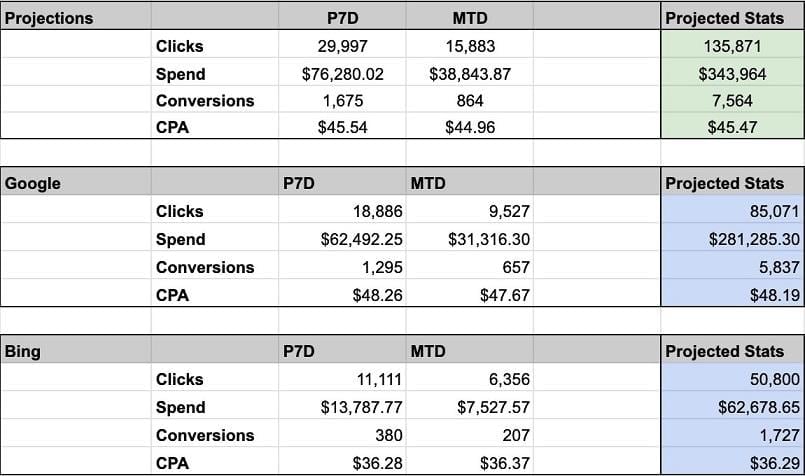 Projections P7D MTD Projected Stats
Clicks 29,997 15,883 135,871
Spend $76,280.02 $38,843.87 $343,964
Conversions 1,675 864 7,564
CPA $45.54 $44.96 $45.47
Google P7D MTD Projected Stats
Clicks 18,886 9,527 85,071
Spend $62,492.25 $31,316.30 $281,285.30
Conversions 1,295 657 5,837
CPA $48.26 $47.67 $48.19
Bing P7D MTD Projected Stats
Clicks 11,111 6,356 50,800
Spend $13,787.77 $7,527.57 $62,678.65
Conversions 380 207 1,727
CPA $36.28 $36.37 $36.29